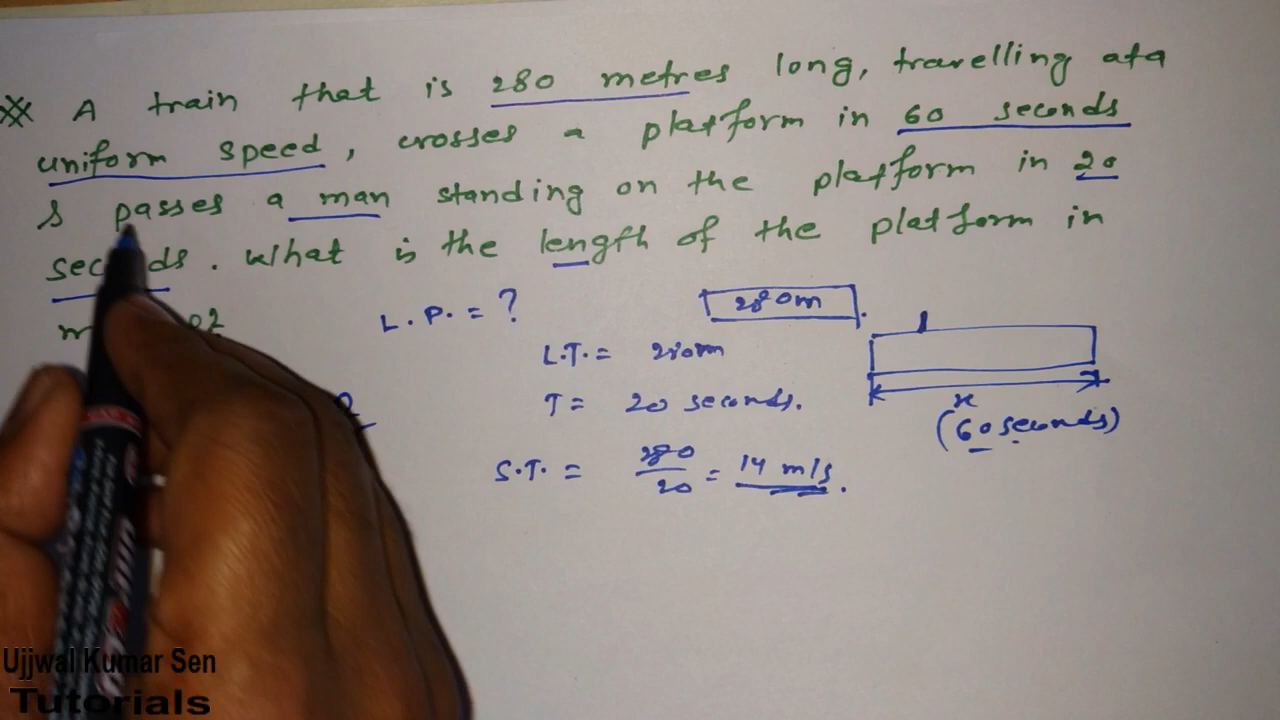 A train that is 280 metres long, travelling at a
uniform speed, crosses a platform in 60 seconds
& passes a man standing on the platform in 20
seconds. What is the length of the platform in
L.P. = ?
280m
L.T. = 280m
T = 20 seconds.
x
(60 seconds)
S.T. = 280/20 = 14 m/s.
Ujjwal Kumar Sen
Tutorials